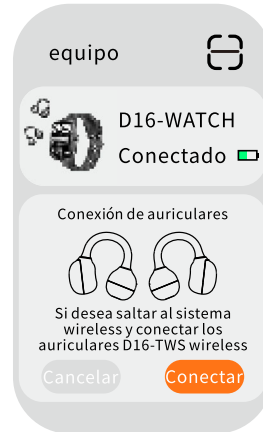 equipo
D16-WATCH
Conectado
Conexión de auriculares
Si desea saltar al sistema
wireless y conectar los
auriculares D16-TWS wireless
Cancelar
Conectar